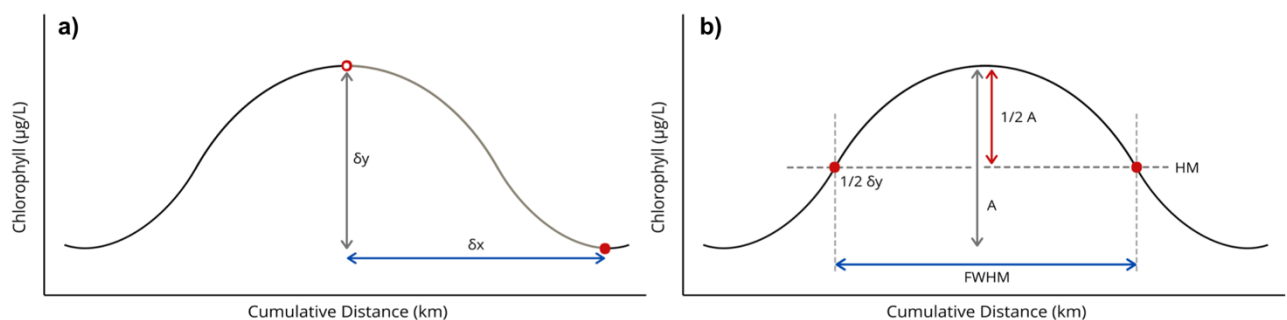 a)
Chlorophyll (µg/L)
δy
δx
Cumulative Distance (km)
b)
Chlorophyll (µg/L)
1/2 A
HM
1/2 δy
A
FWHM
Cumulative Distance (km)